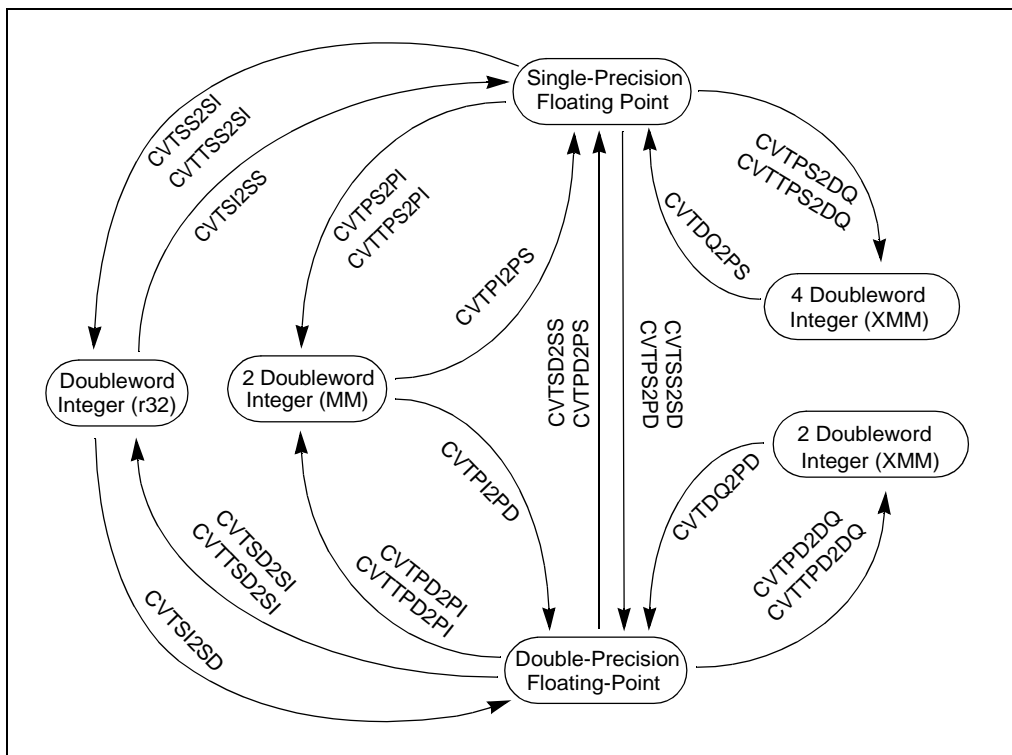 Single-Precision
Floating Point
CVTSS2SI
CVTTSS2SI
CVTSI2SS
CVTPS2PI
CVTTPS2PI
CVTPI2PS
CVTPS2DQ
CVTTPS2DQ
CVTDQ2PS
4 Doubleword
Integer (XMM)
Doubleword
Integer (r32)
2 Doubleword
Integer (MM)
CVTSD2SS
CVTPD2PS
CVTSS2SD
CVTPS2PD
2 Doubleword
Integer (XMM)
CVTPI2PD
CVTDQ2PD
CVTSD2SI
CVTTSD2SI
CVTPD2PI
CVTTPD2PI
CVTPD2DQ
CVTTPD2DQ
CVTSI2SD
Double-Precision
Floating-Point